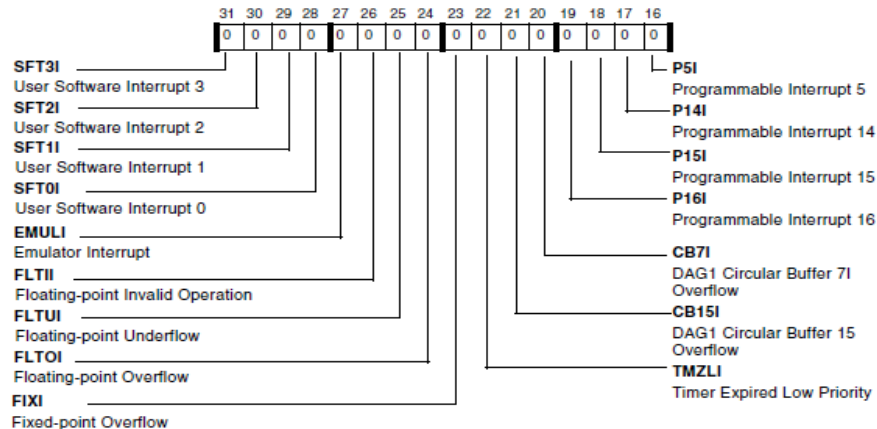 31 30 29 28 27 26 25 24 23 22 21 20 19 18 17 16
0 0 0 0 0 0 0 0 0 0 0 0 0 0 0 0
SFT3I
User Software Interrupt 3
SFT2I
User Software Interrupt 2
SFT1I
User Software Interrupt 1
SFT0I
User Software Interrupt 0
EMULI
Emulator Interrupt
FLTII
Floating-point Invalid Operation
FLTUI
Floating-point Underflow
FLTOI
Floating-point Overflow
FIXI
Fixed-point Overflow
P5I
Programmable Interrupt 5
P14I
Programmable Interrupt 14
P15I
Programmable Interrupt 15
P16I
Programmable Interrupt 16
CB7I
DAG1 Circular Buffer 7I
Overflow
CB15I
DAG1 Circular Buffer 15
Overflow
TMZLI
Timer Expired Low Priority